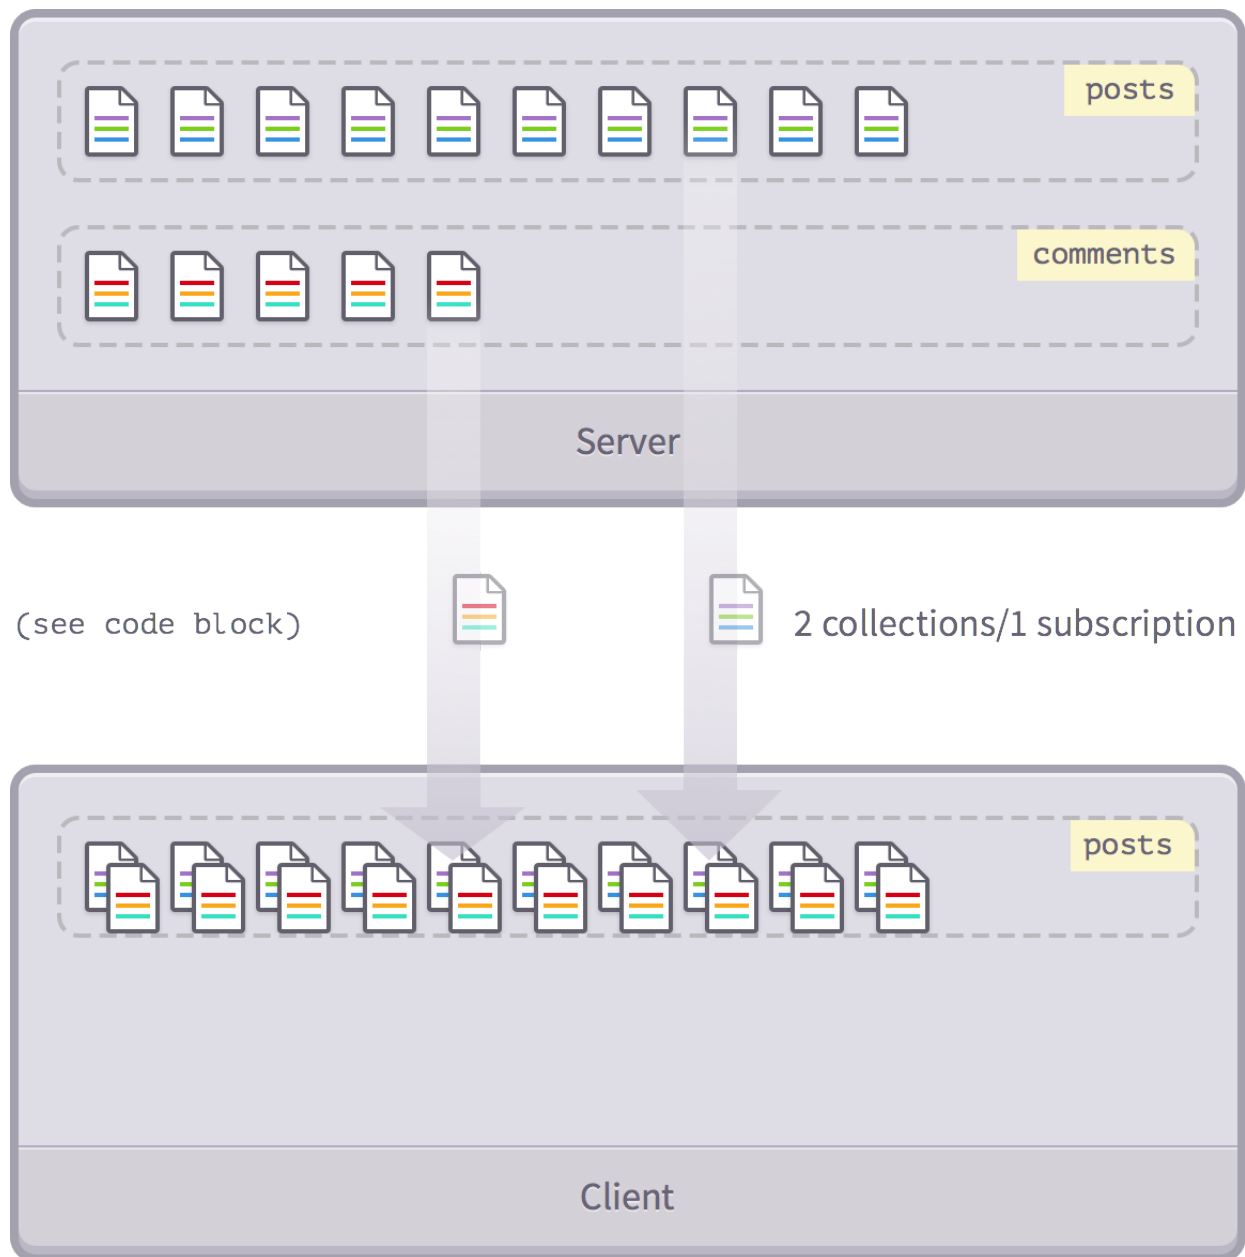 posts
comments
Server
(see code block)
2 collections/1 subscription
posts
Client